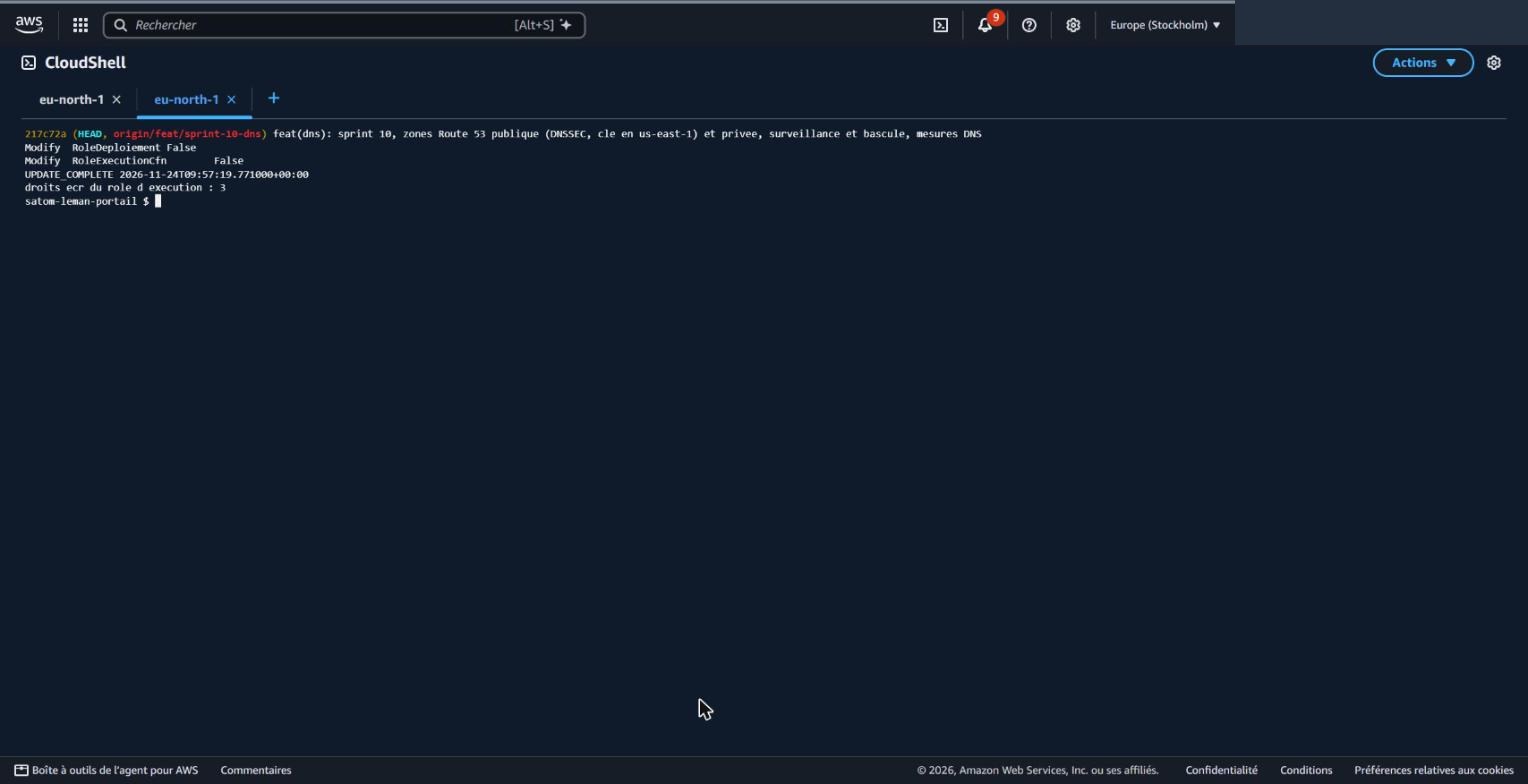 aws
Rechercher [Alt+S]
9
Europe (Stockholm) ▼
CloudShell
Actions ▼
eu-north-1 ×
eu-north-1 ×
+
217c72a (HEAD, origin/feat/sprint-10-dns) feat(dns): sprint 10, zones Route 53 publique (DNSSEC, cle en us-east-1) et privee, surveillance et bascule, mesures DNS
Modify  RoleDeploiement False
Modify  RoleExecutionCfn        False
UPDATE_COMPLETE 2026-11-24T09:57:19.771000+00:00
droits ecr du role d execution : 3
satom-leman-portail $
Boîte à outils de l'agent pour AWS Commentaires © 2026, Amazon Web Services, Inc. ou ses affiliés. Confidentialité Conditions Préférences relatives aux cookies